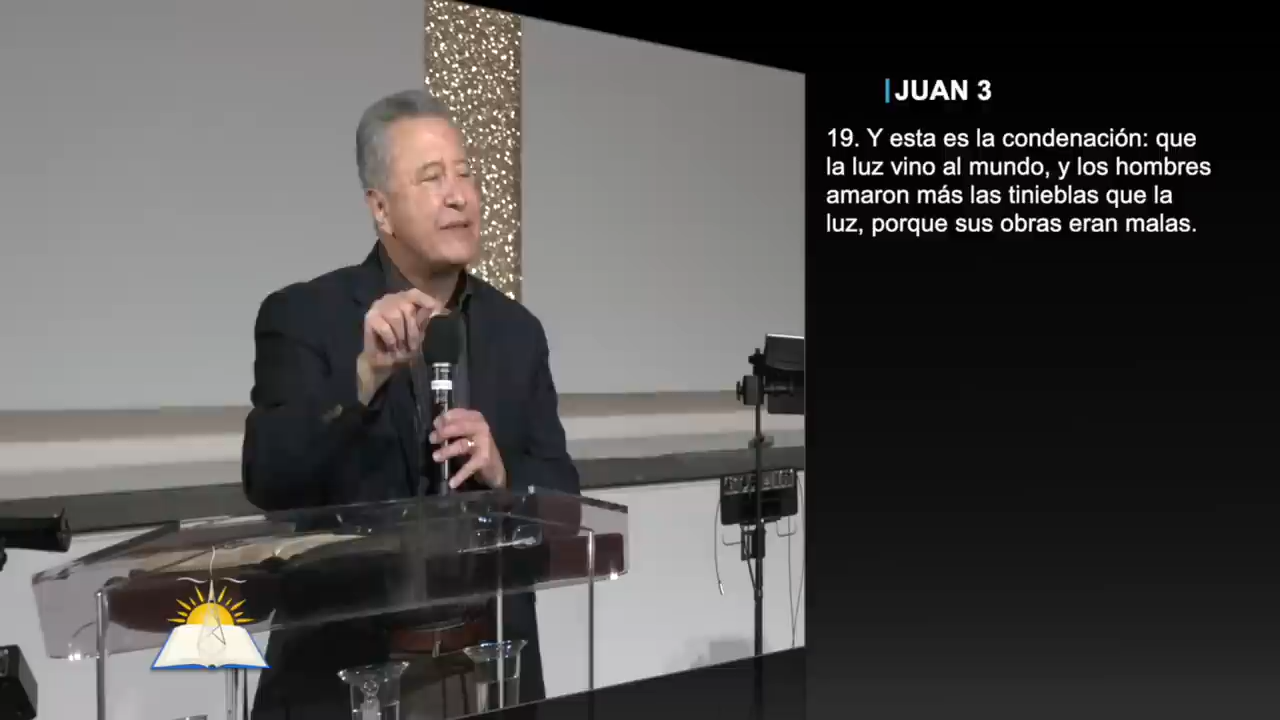 JUAN 3
19. Y esta es la condenación: que
la luz vino al mundo, y los hombres
amaron más las tinieblas que la
luz, porque sus obras eran malas.